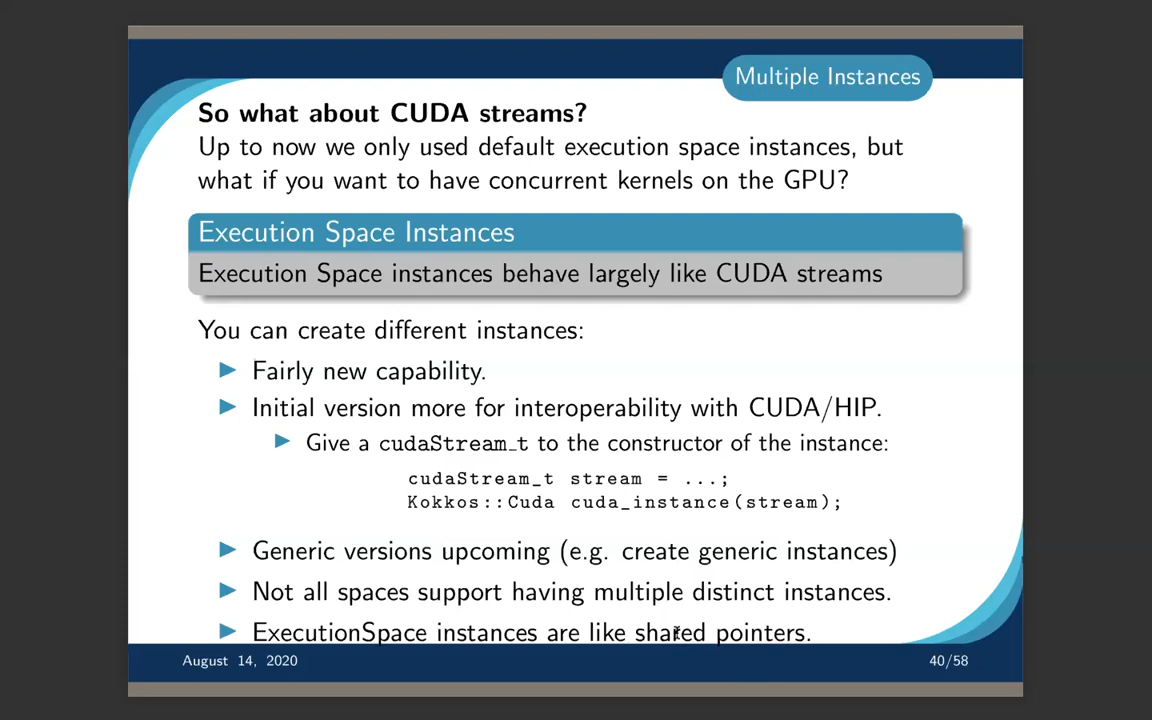 Multiple Instances
So what about CUDA streams?
Up to now we only used default execution space instances, but
what if you want to have concurrent kernels on the GPU?
Execution Space Instances
Execution Space instances behave largely like CUDA streams
You can create different instances:
Fairly new capability.
Initial version more for interoperability with CUDA/HIP.
Give a cudaStream_t to the constructor of the instance:
cudaStream_t stream = ...;
Kokkos::Cuda cuda_instance(stream);
Generic versions upcoming (e.g. create generic instances)
Not all spaces support having multiple distinct instances.
ExecutionSpace instances are like shared pointers.
August 14, 2020
40/58